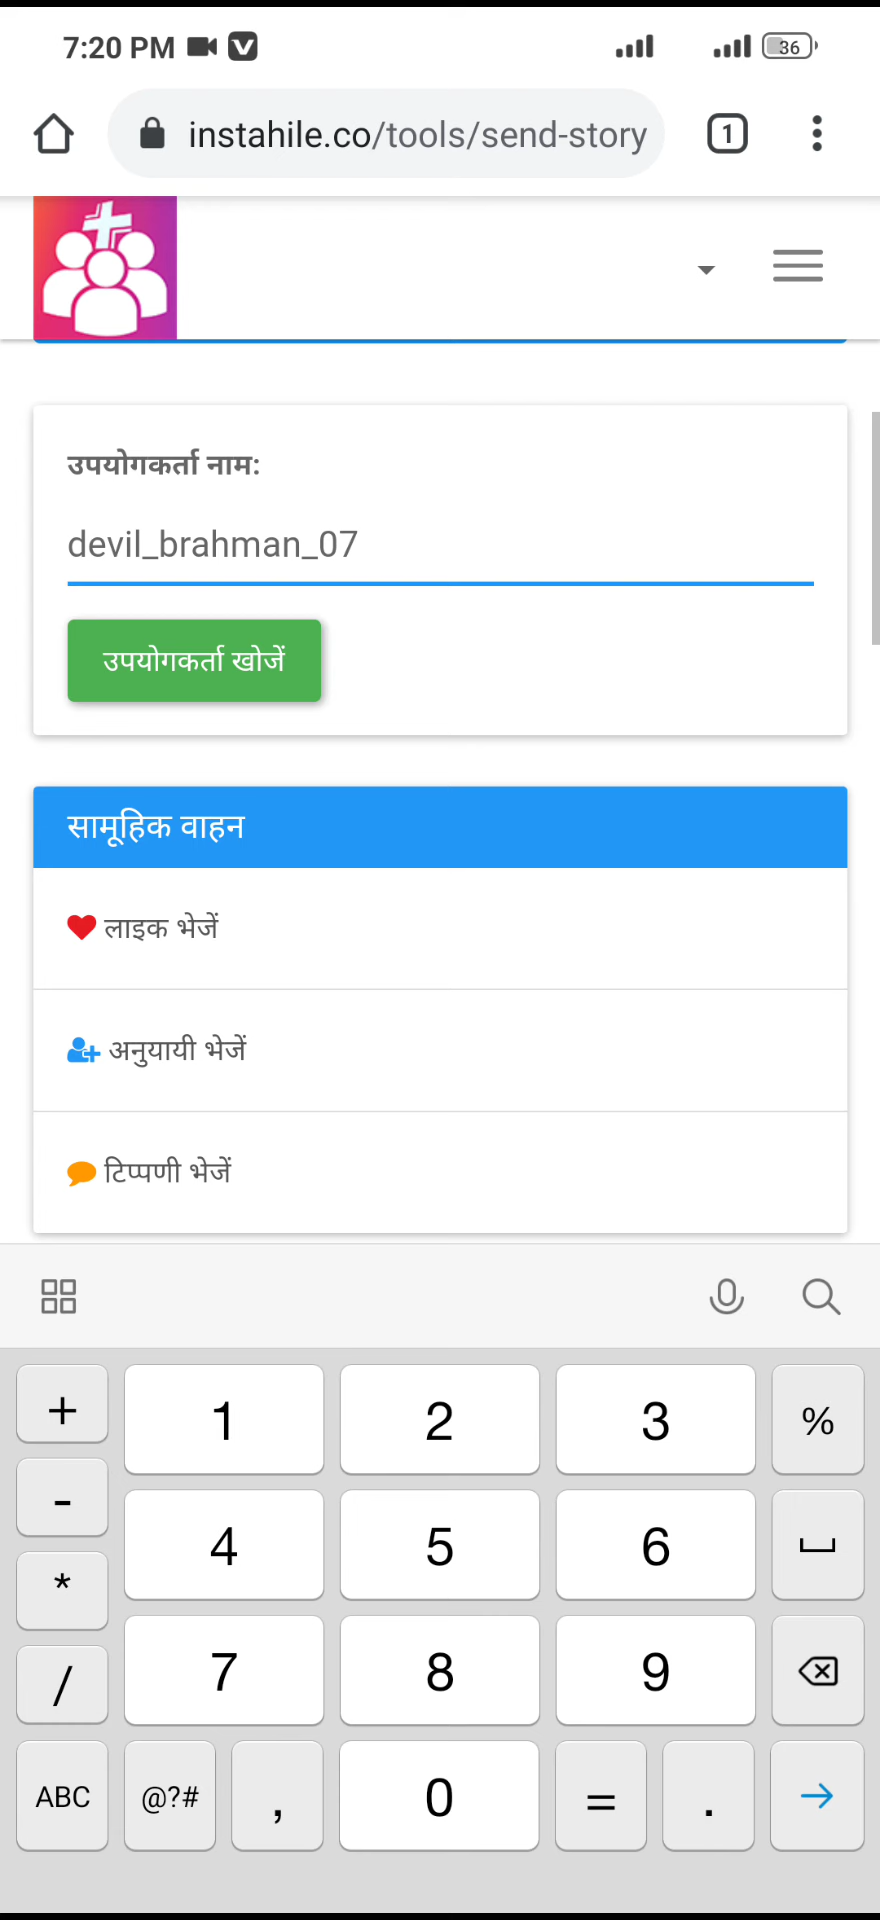 7:20 PM
36
instahile.co/tools/send-story
1
उपयोगकर्ता नाम:
devil_brahman_07
उपयोगकर्ता खोजें
सामूहिक वाहन
लाइक भेजें
अनुयायी भेजें
टिप्पणी भेजें
+ 1 2 3 %
- 4 5 6
* 7 8 9
/
ABC @?# , 0 = .